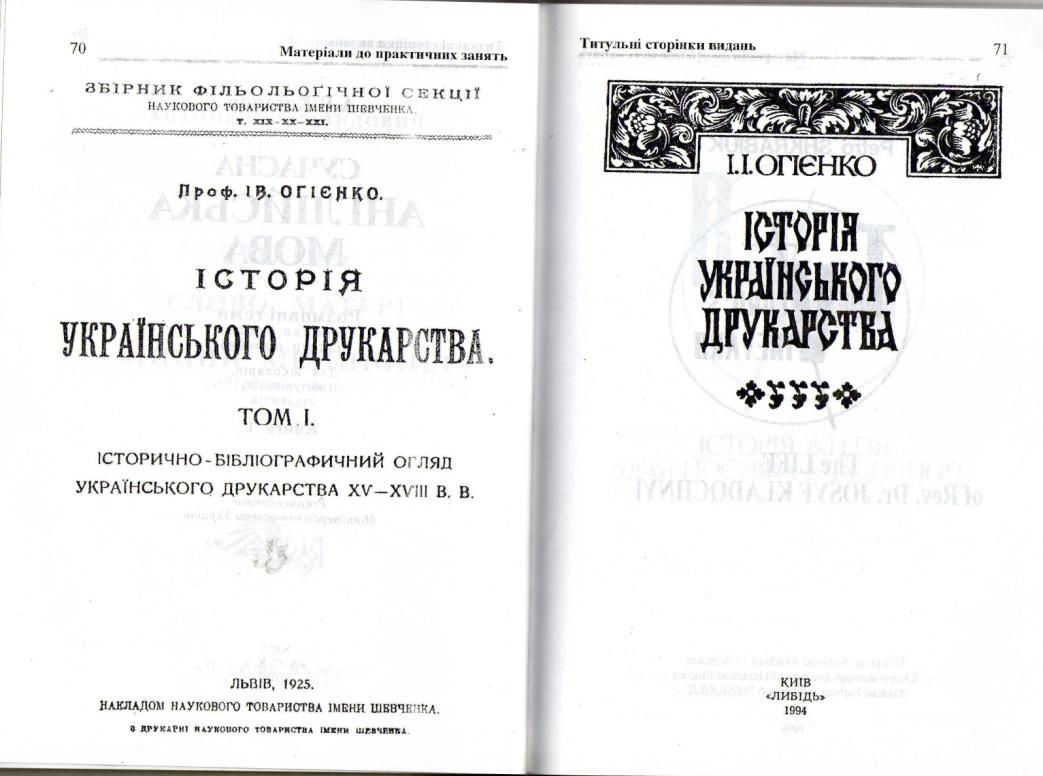 70
Матеріали до практичних занять
ЗБІРНИК ФІЛЬОЛЬОҐІЧНОЇ СЕКЦІЇ
НАУКОВОГО ТОВАРИСТВА ІМЕНИ ШЕВЧЕНКА.
Т. XIX-XX-XXI.
Проф. ІВ. ОГІЄНКО.
ІСТОРІЯ
УКРАЇНСЬКОГО ДРУКАРСТВА.
ТОМ І.
ІСТОРИЧНО-БІБЛІОГРАФИЧНИЙ ОГЛЯД
УКРАЇНСЬКОГО ДРУКАРСТВА XV—XVIII В. В.
ЛЬВІВ, 1925.
НАКЛАДОМ НАУКОВОГО ТОВАРИСТВА ІМЕНИ ШЕВЧЕНКА.
З ДРУКАРНІ НАУКОВОГО ТОВАРИСТВА ІМЕНИ ШЕВЧЕНКА.
Титульні сторінки видань
71
І.І.ОГІЄНКО
ІСТОРІЯ
УКРАЇНСЬКОГО
ДРУКАРСТВА
КИЇВ
«ЛИБІДЬ»
1994